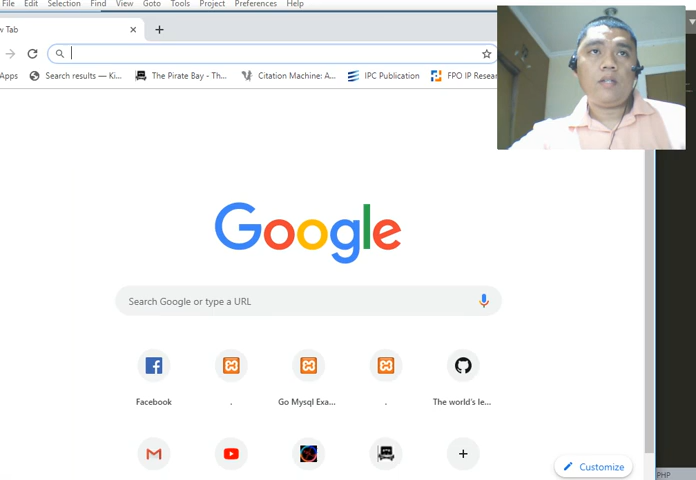 File Edit Selection Find View Goto Tools Project Preferences Help
w Tab
Apps Search results — Ki... The Pirate Bay - Th... Citation Machine: A... IPC Publication FPO IP Resear
Google
Search Google or type a URL
Facebook . Go Mysql Exa... . The world's le...
Customize
PHP